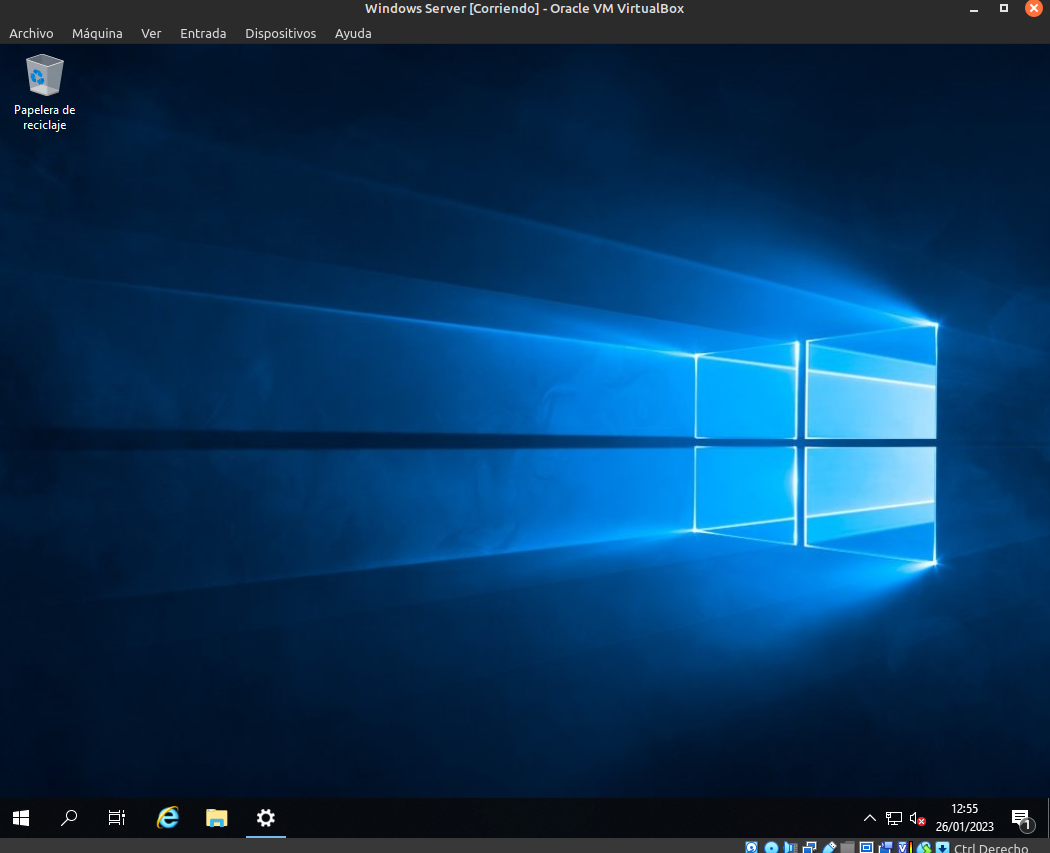 Windows Server [Corriendo] - Oracle VM VirtualBox
Archivo Máquina Ver Entrada Dispositivos Ayuda
Papelera de
reciclaje
12:55
26/01/2023
1
Ctrl Derecho